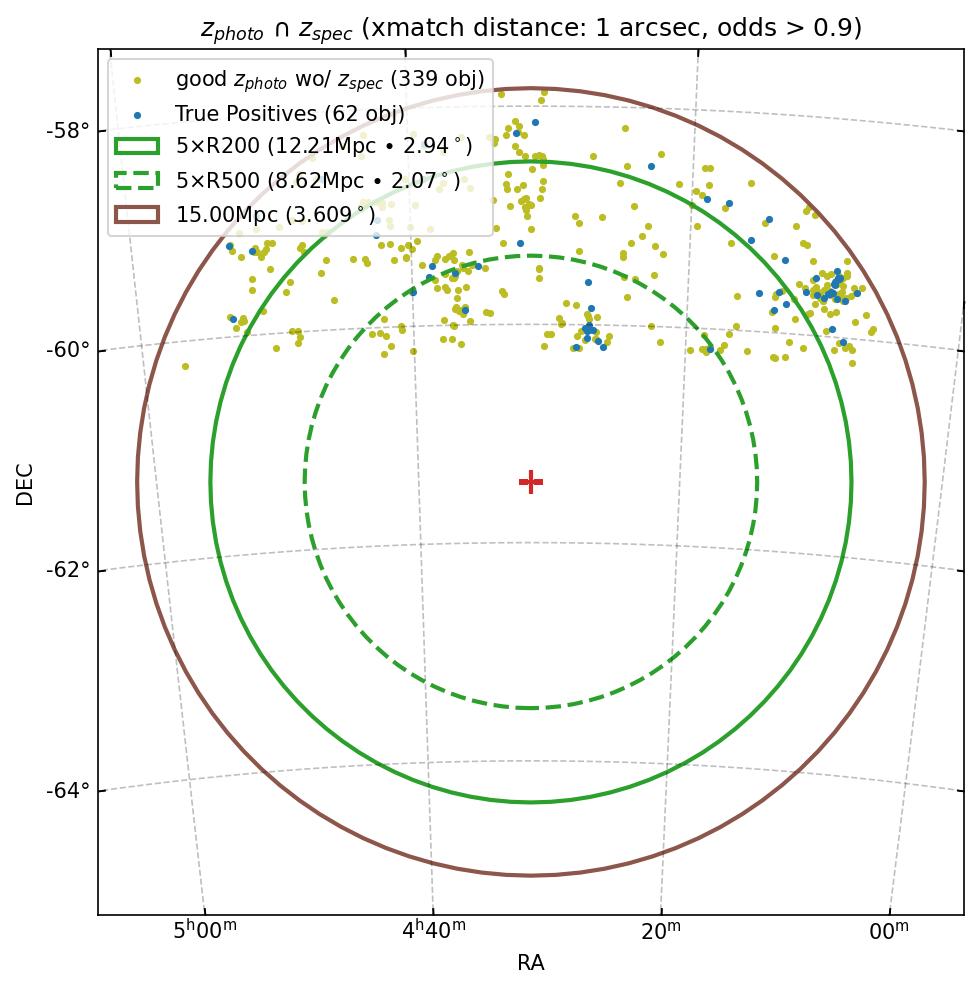 z_photo ∩ z_spec (xmatch distance: 1 arcsec, odds > 0.9)
good z_photo wo/ z_spec (339 obj)
True Positives (62 obj)
5×R200 (12.21Mpc • 2.94°)
5×R500 (8.62Mpc • 2.07°)
15.00Mpc (3.609°)
-58°
-60°
-62°
-64°
DEC
5ʰ00ᵐ
4ʰ40ᵐ
20ᵐ
00ᵐ
RA